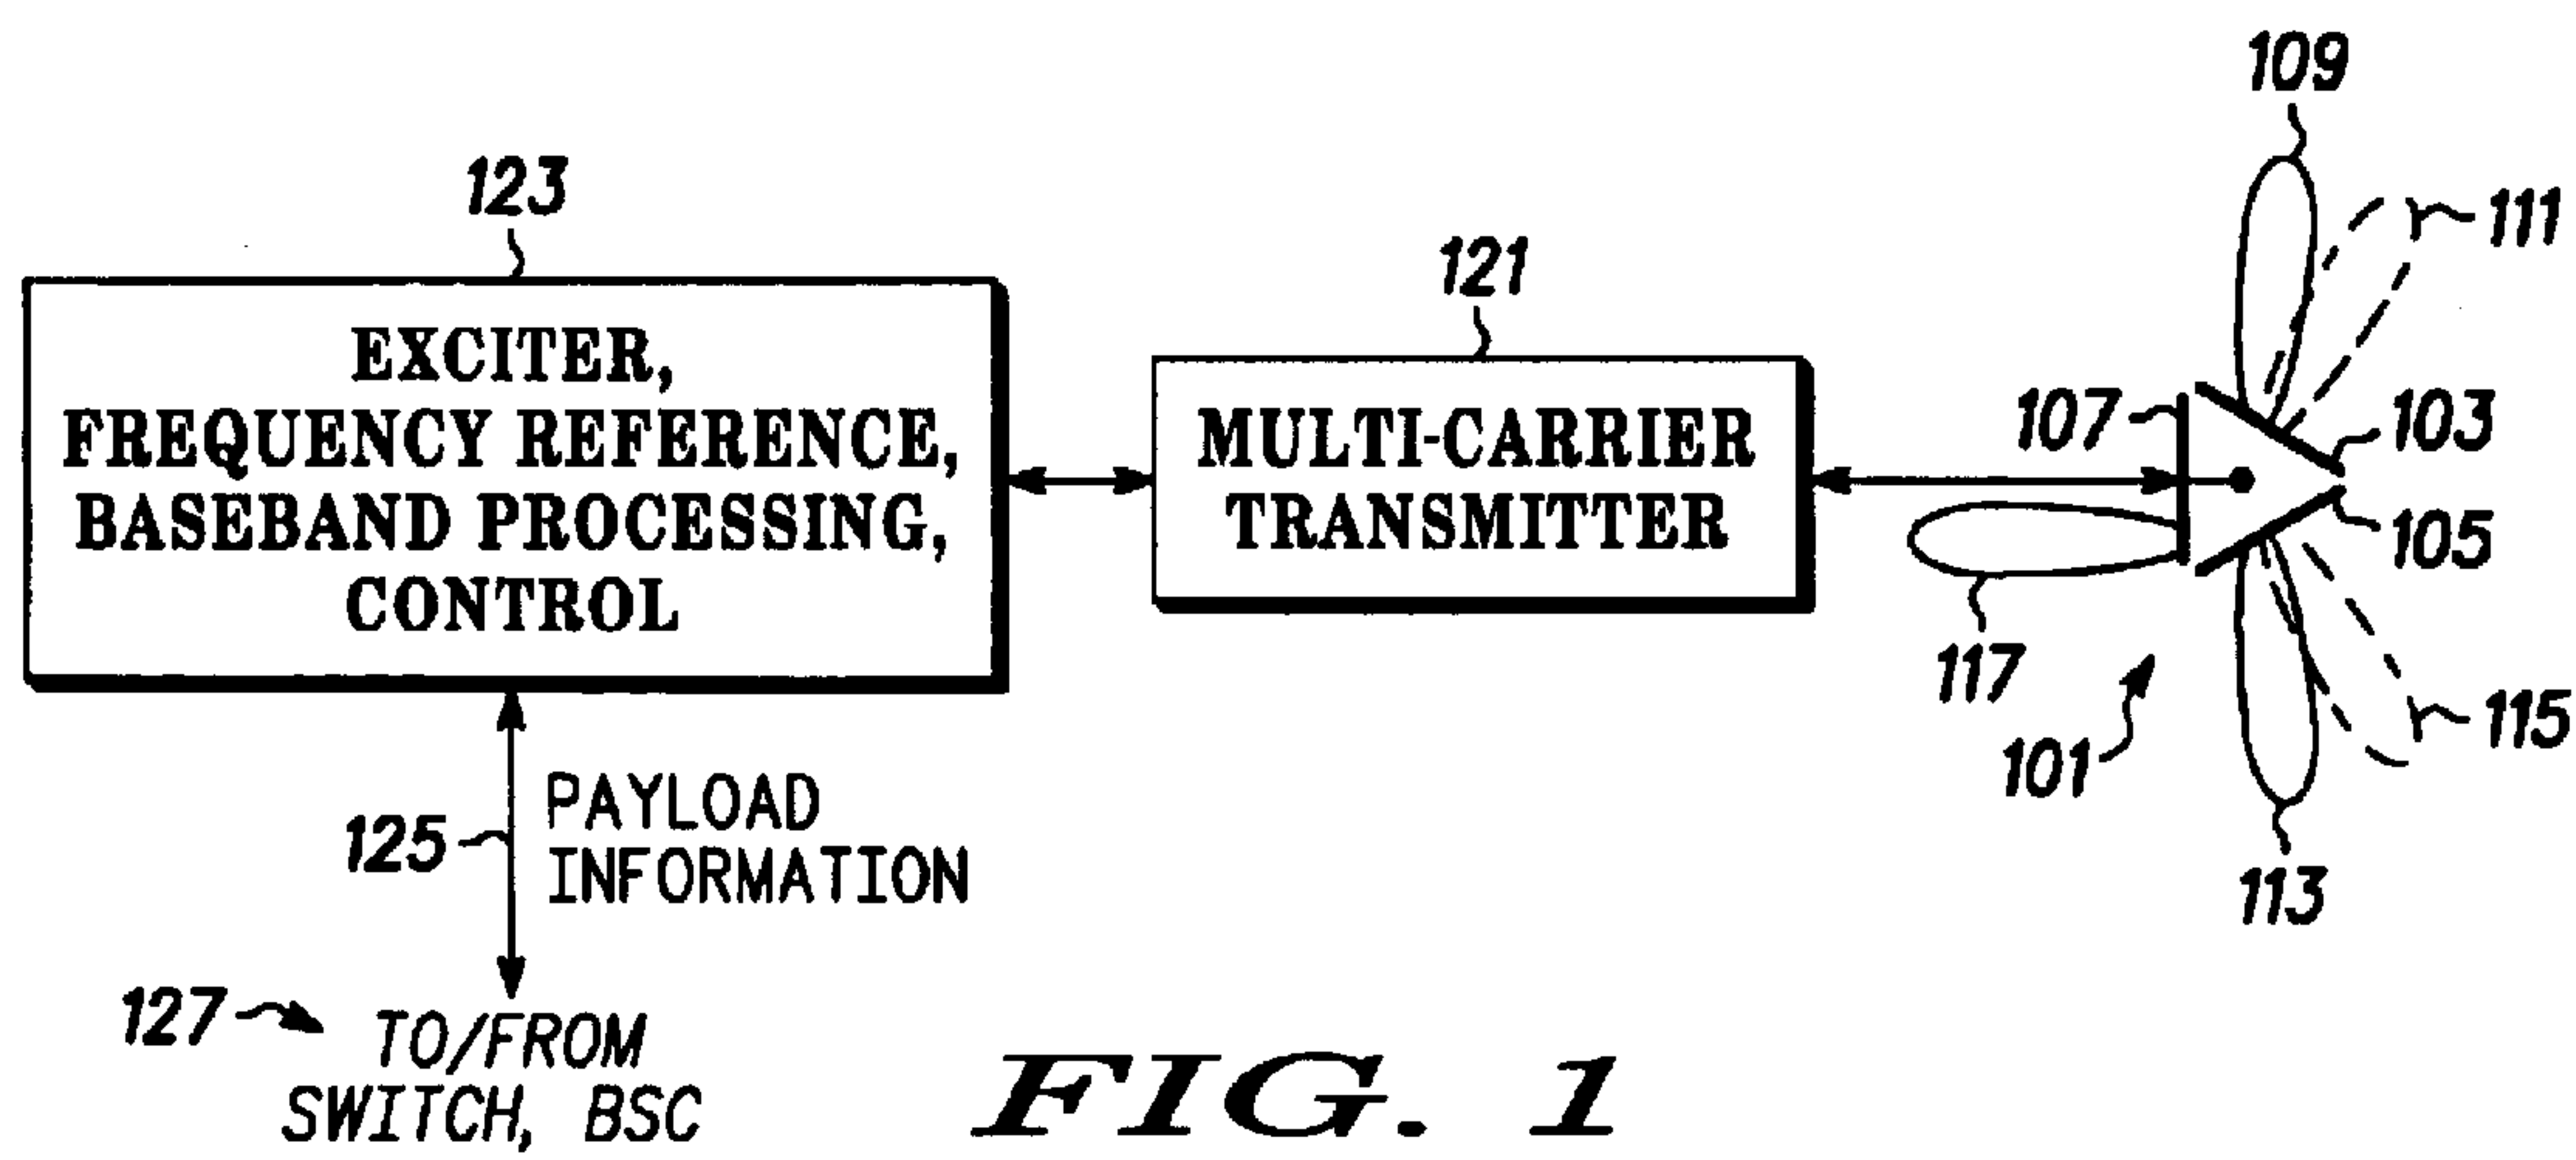 109
123
111
121
EXCITER,
FREQUENCY REFERENCE,
BASEBAND PROCESSING,
CONTROL
MULTI-CARRIER
TRANSMITTER
107
103
105
117
101
115
113
125
PAYLOAD
INFORMATION
127
TO/FROM
SWITCH, BSC
FIG. 1